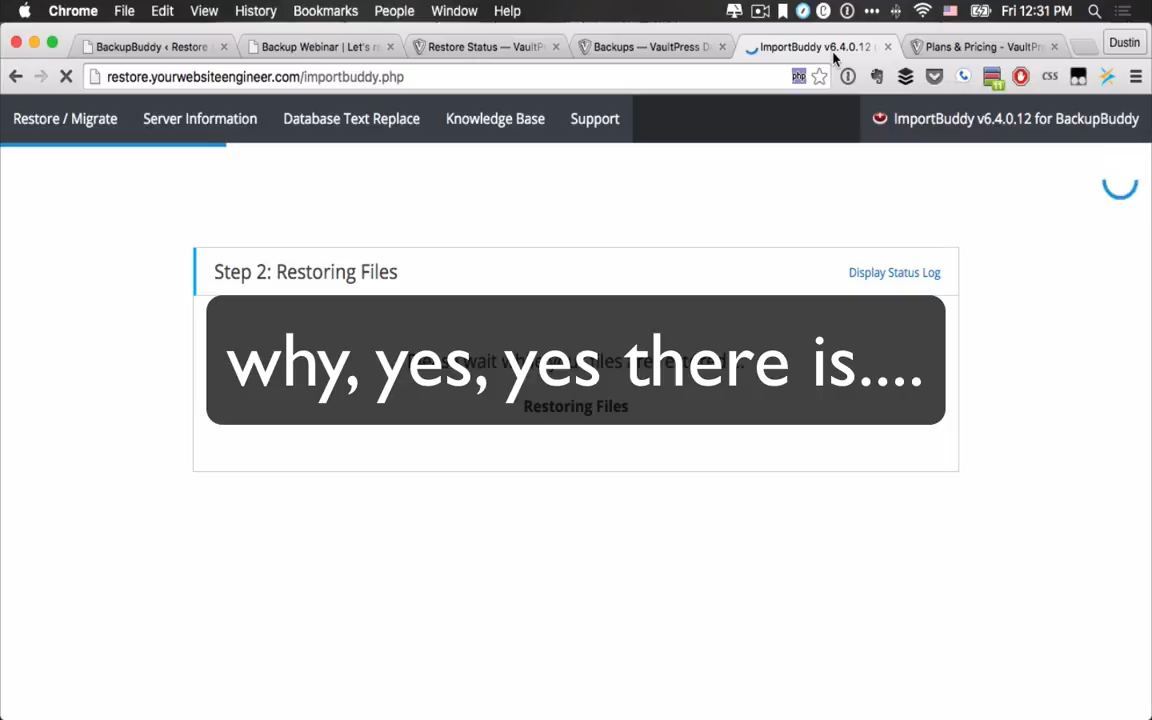 Chrome File Edit View History Bookmarks People Window Help Fri 12:31 PM
BackupBuddy ‹ Restore
Backup Webinar | Let's r
Restore Status — VaultP
Backups — VaultPress D
ImportBuddy v6.4.0.12
Plans & Pricing - VaultPr
Dustin
restore.yourwebsiteengineer.com/importbuddy.php
php
11
CSS
Restore / Migrate Server Information Database Text Replace Knowledge Base Support ImportBuddy v6.4.0.12 for BackupBuddy
Step 2: Restoring Files Display Status Log
why, yes, yes there is....
Restoring Files